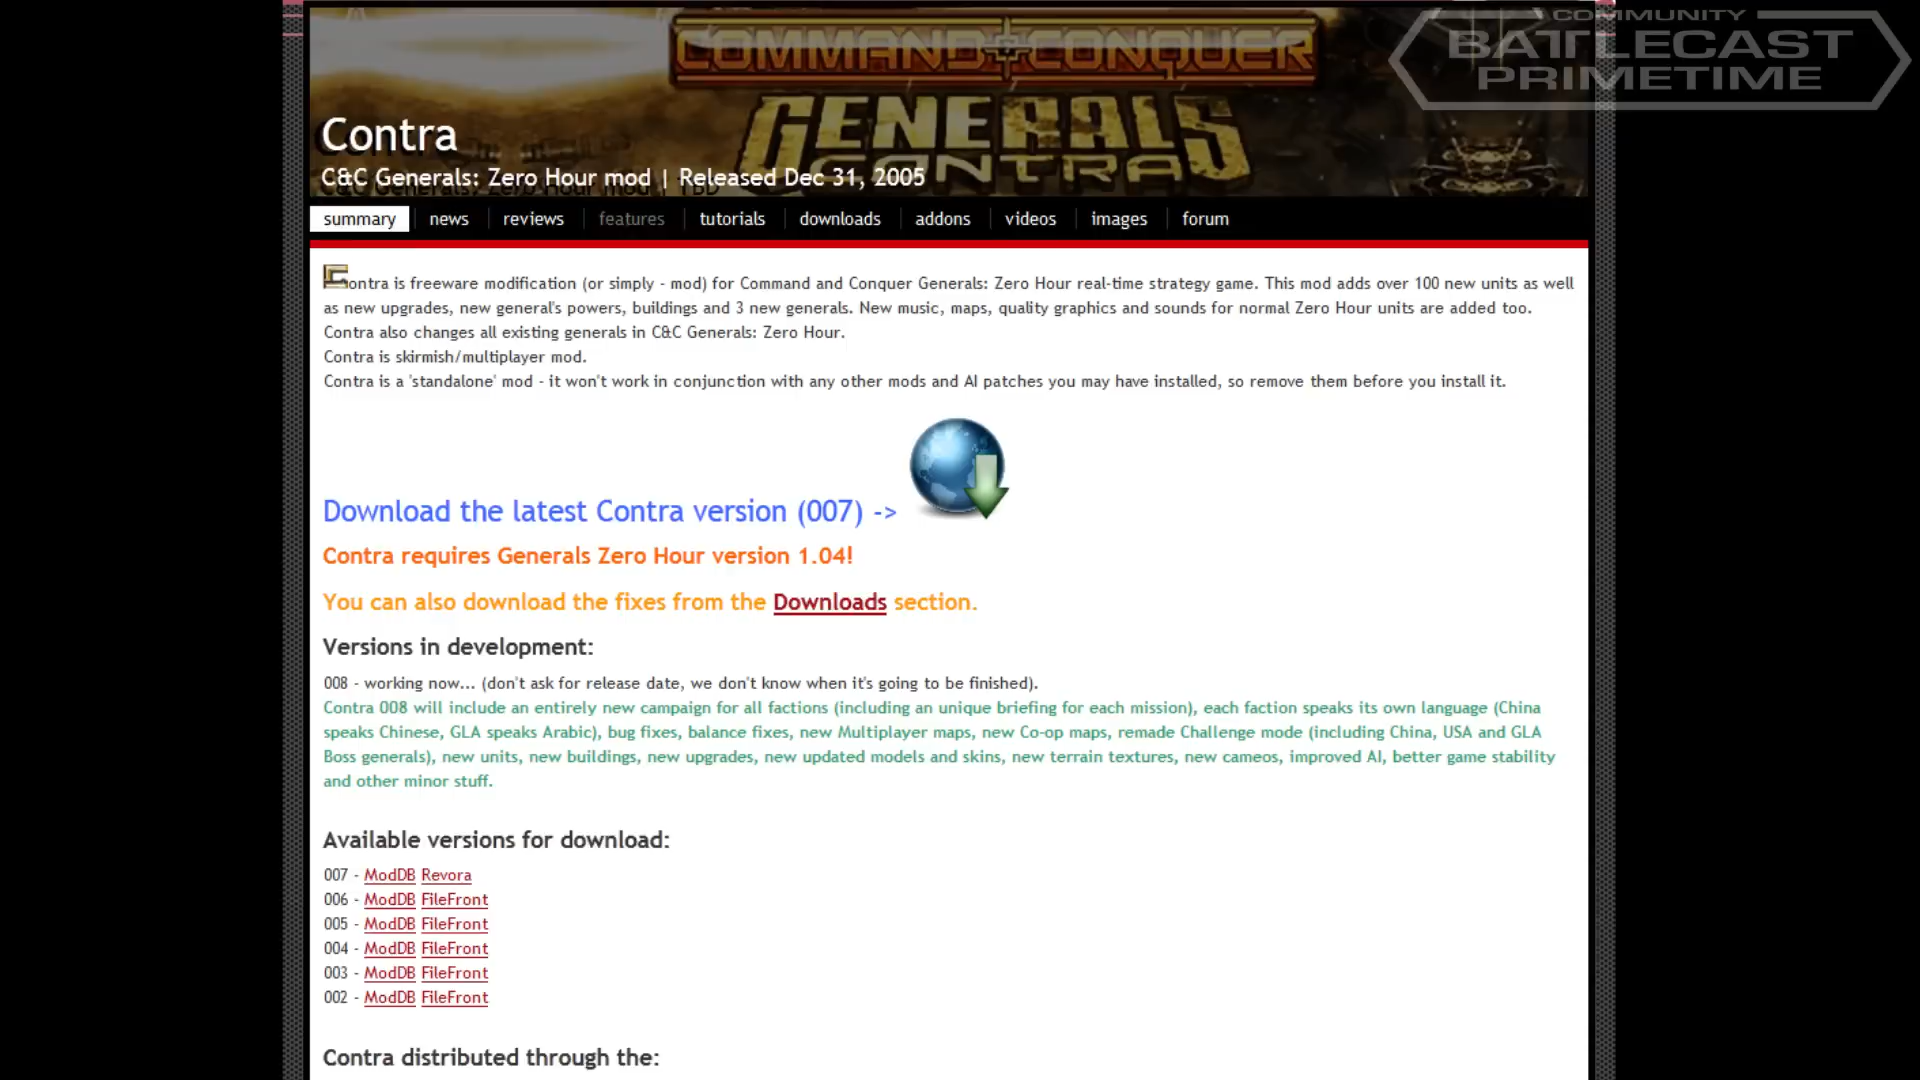 COMMUNITY
BATTLECAST
PRIMETIME
COMMAND CONQUER
GENERALS
CONTRA
Contra
C&C Generals: Zero Hour mod | Released Dec 31, 2005
summary news reviews features tutorials downloads addons videos images forum
Contra is freeware modification (or simply - mod) for Command and Conquer Generals: Zero Hour real-time strategy game. This mod adds over 100 new units as well
as new upgrades, new general's powers, buildings and 3 new generals. New music, maps, quality graphics and sounds for normal Zero Hour units are added too.
Contra also changes all existing generals in C&C Generals: Zero Hour.
Contra is skirmish/multiplayer mod.
Contra is a 'standalone' mod - it won't work in conjunction with any other mods and AI patches you may have installed, so remove them before you install it.
Download the latest Contra version (007) ->
Contra requires Generals Zero Hour version 1.04!
You can also download the fixes from the Downloads section.
Versions in development:
008 - working now... (don't ask for release date, we don't know when it's going to be finished).
Contra 008 will include an entirely new campaign for all factions (including an unique briefing for each mission), each faction speaks its own language (China
speaks Chinese, GLA speaks Arabic), bug fixes, balance fixes, new Multiplayer maps, new Co-op maps, remade Challenge mode (including China, USA and GLA
Boss generals), new units, new buildings, new upgrades, new updated models and skins, new terrain textures, new cameos, improved AI, better game stability
and other minor stuff.
Available versions for download:
007 - ModDB Revora
006 - ModDB FileFront
005 - ModDB FileFront
004 - ModDB FileFront
003 - ModDB FileFront
002 - ModDB FileFront
Contra distributed through the: